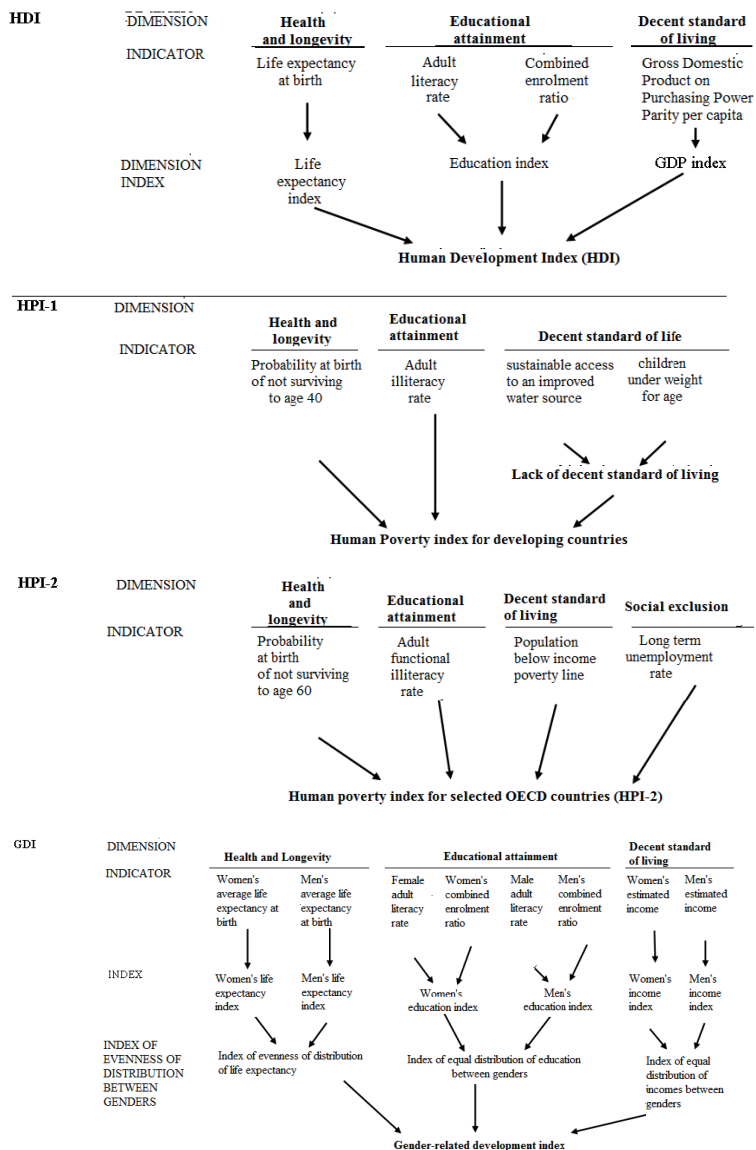 HDI
DIMENSION
Health
and longevity
Educational
attainment
Decent standard
of living
INDICATOR
Life expectancy
at birth
Adult
literacy
rate
Combined
enrolment
ratio
Gross Domestic
Product on
Purchasing Power
Parity per capita
DIMENSION
INDEX
Life
expectancy
index
Education index
GDP index
Human Development Index (HDI)
HPI-1
DIMENSION
Health and
longevity
Educational
attainment
Decent standard of life
INDICATOR
Probability at birth
of not surviving
to age 40
Adult
illiteracy
rate
sustainable access
to an improved
water source
children
under weight
for age
Lack of decent standard of living
Human Poverty index for developing countries
HPI-2
DIMENSION
Health
and
longevity
Educational
attainment
Decent standard
of living
Social exclusion
INDICATOR
Probability
at birth
of not surviving
to age 60
Adult
functional
illiteracy
rate
Population
below income
poverty line
Long term
unemployment
rate
Human poverty index for selected OECD countries (HPI-2)
GDI
DIMENSION
Health and Longevity
Educational attainment
Decent standard
of living
INDICATOR
Women's
average life
expectancy at
birth
Men's
average life
expectancy
at birth
Female
adult
literacy
rate
Women's
combined
enrolment
ratio
Male
adult
literacy
rate
Men's
combined
enrolment
ratio
Women's
estimated
income
Men's
estimated
income
INDEX
Women's life
expectancy
index
Men's life
expectancy
index
Women's
education index
Men's
education index
Women's
income
index
Men's
income
index
INDEX OF
EVENNESS OF
DISTRIBUTION
BETWEEN
GENDERS
Index of evenness of distribution
of life expectancy
Index of equal distribution of education
between genders
Index of equal
distribution of
incomes between
genders
Gender-related development index